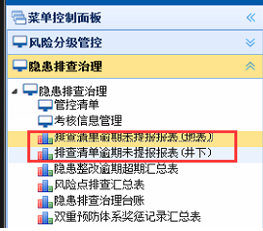 菜单控制面板
风险分级管控
隐患排查治理
隐患排查治理
管控清单
考核信息管理
排查清单逾期未提报报表(地表)
排查清单逾期未提报报表(井下)
隐患整改逾期超期汇总表
风险点排查汇总表
隐患排查治理台账
双重预防体系奖惩记录汇总表